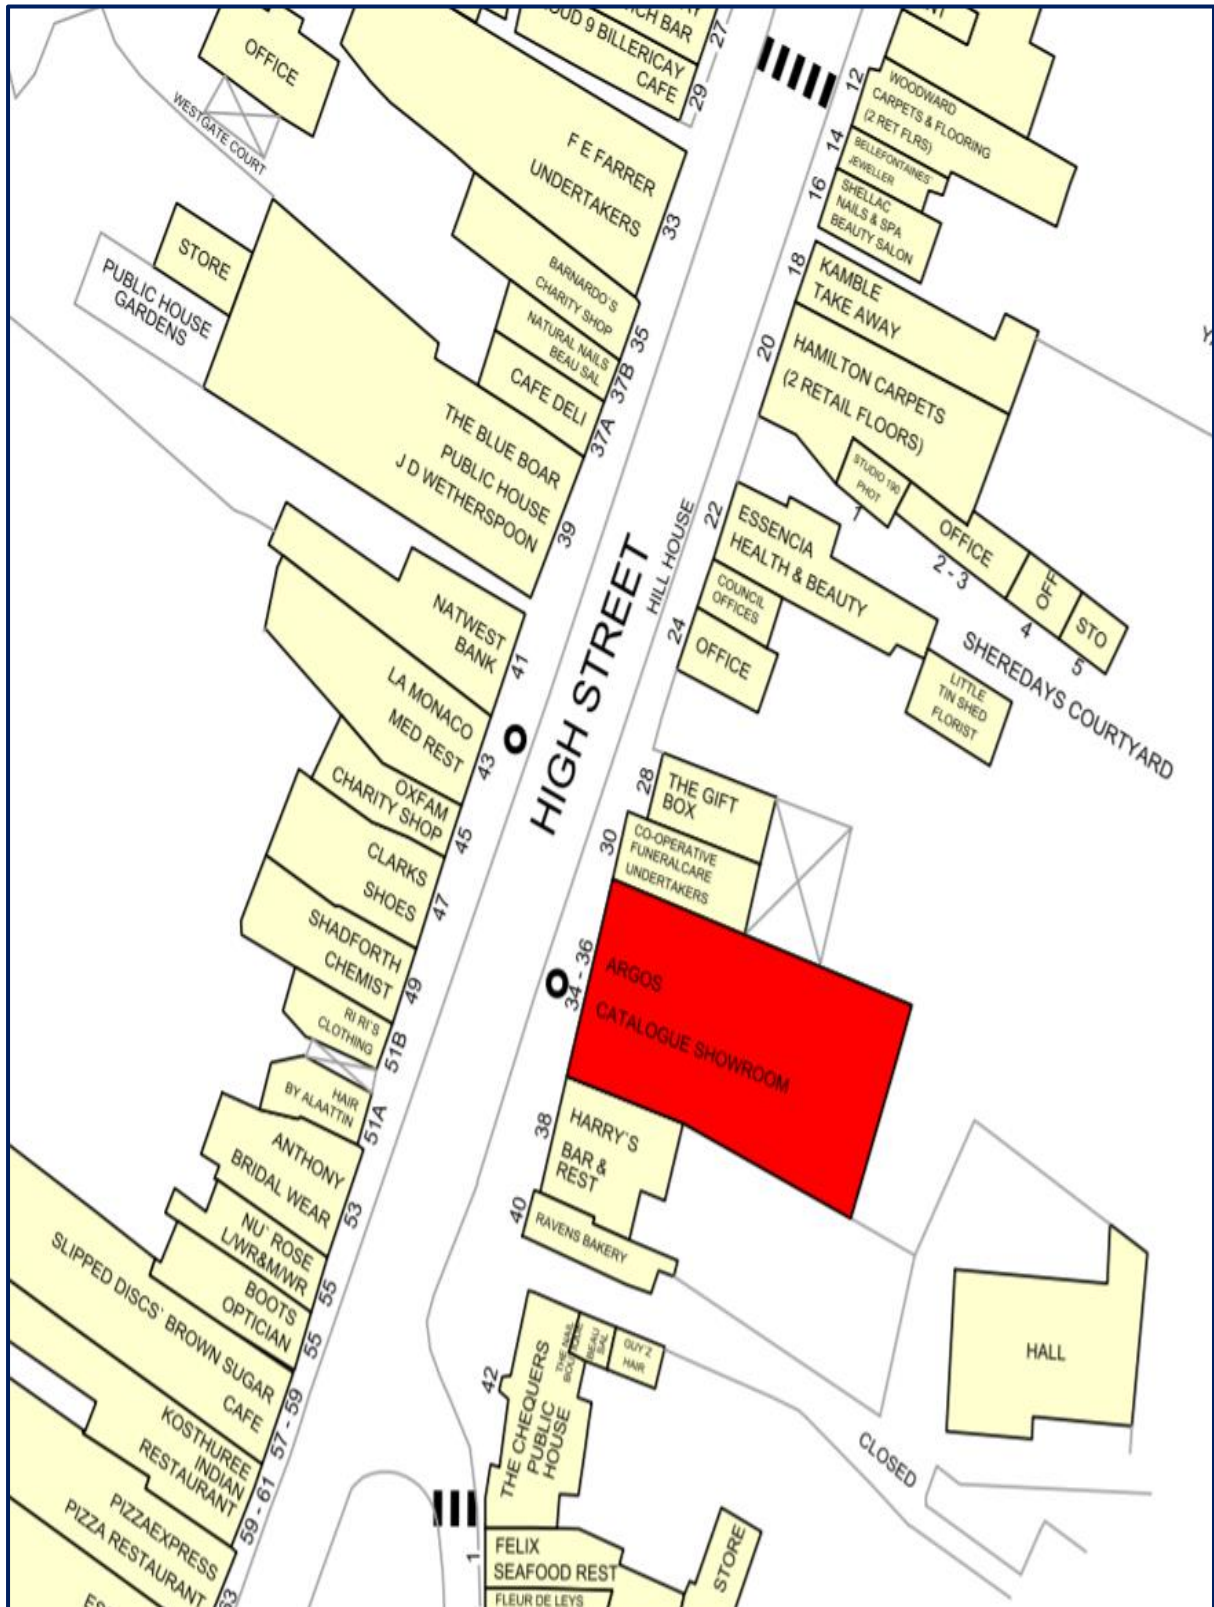 OFFICE
WESTGATE COURT
CH BAR
27
OUD 9 BILLERICAY
CAFE
29
F E FARRER
UNDERTAKERS
33
STORE
PUBLIC HOUSE
GARDENS
BARNARDO`S
CHARITY SHOP
35
NATURAL NAILS
BEAU SAL
37B
CAFE DELI
37A
THE BLUE BOAR
PUBLIC HOUSE
J D WETHERSPOON
39
NATWEST
BANK
41
LA MONACO
MED REST
43
OXFAM
CHARITY SHOP
45
CLARKS
SHOES
47
SHADFORTH
CHEMIST
49
RI RI`S
CLOTHING
51B
HAIR
BY ALAATTIN
51A
ANTHONY
BRIDAL WEAR
53
NU` ROSE
L/WR&M/WR
55
BOOTS
OPTICIAN
55
SLIPPED DISCS` BROWN SUGAR
CAFE
57 - 59
KOSTHUREE
INDIAN
RESTAURANT
59 - 61
PIZZAEXPRESS
PIZZA RESTAURANT
63
ES
HIGH STREET
HILL HOUSE
12
WOODWARD
CARPETS & FLOORING
(2 RET FLRS)
14
BELLEFONTAINES`
JEWELLER
16
SHELLAC
NAILS & SPA
BEAUTY SALON
18
KAMBLE
TAKE AWAY
20
HAMILTON CARPETS
(2 RETAIL FLOORS)
STUDIO 190
PHOT
1
OFFICE
2 - 3
OFF
4
STO
5
SHEREDAYS COURTYARD
22
ESSENCIA
HEALTH & BEAUTY
COUNCIL
OFFICES
24
OFFICE
LITTLE
TIN SHED
FLORIST
28
THE GIFT
BOX
30
CO-OPERATIVE
FUNERALCARE
UNDERTAKERS
34 - 36
ARGOS
CATALOGUE SHOWROOM
38
HARRY`S
BAR &
REST
40
RAVENS BAKERY
42
THE CHEQUERS
PUBLIC
HOUSE
THE NAIL
BEAU
SAL
GUY`Z
HAIR
HALL
CLOSED
1
FELIX
SEAFOOD REST
FLEUR DE LEYS
STORE